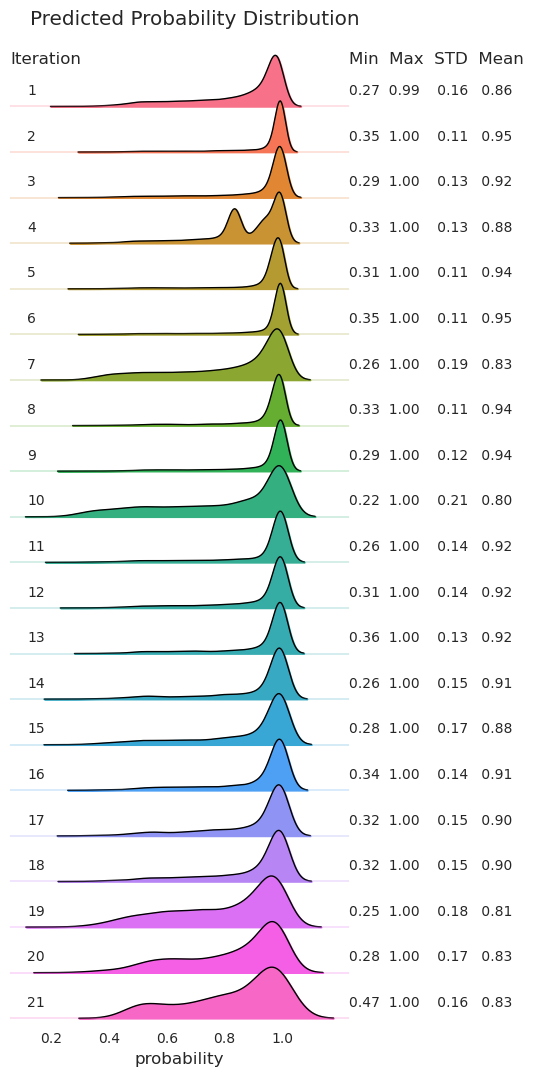 Predicted Probability Distribution
Iteration Min Max STD Mean
1 0.27 0.99 0.16 0.86
2 0.35 1.00 0.11 0.95
3 0.29 1.00 0.13 0.92
4 0.33 1.00 0.13 0.88
5 0.31 1.00 0.11 0.94
6 0.35 1.00 0.11 0.95
7 0.26 1.00 0.19 0.83
8 0.33 1.00 0.11 0.94
9 0.29 1.00 0.12 0.94
10 0.22 1.00 0.21 0.80
11 0.26 1.00 0.14 0.92
12 0.31 1.00 0.14 0.92
13 0.36 1.00 0.13 0.92
14 0.26 1.00 0.15 0.91
15 0.28 1.00 0.17 0.88
16 0.34 1.00 0.14 0.91
17 0.32 1.00 0.15 0.90
18 0.32 1.00 0.15 0.90
19 0.25 1.00 0.18 0.81
20 0.28 1.00 0.17 0.83
21 0.47 1.00 0.16 0.83
0.2 0.4 0.6 0.8 1.0
probability